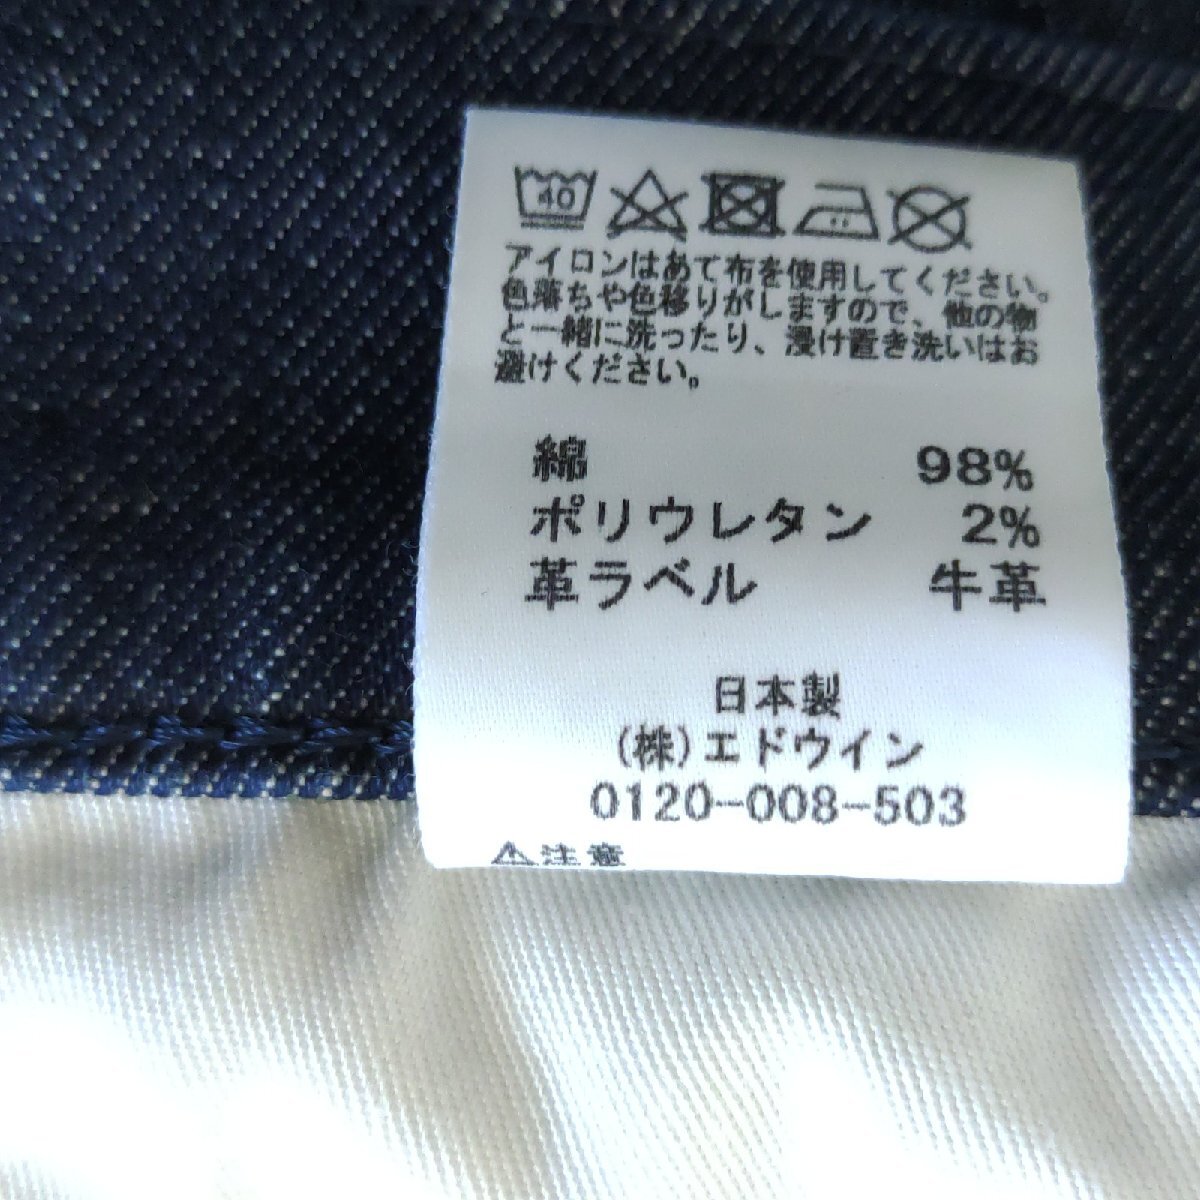 40
アイロンはあて布を使用してください。
色落ちや色移りがしますので、他の物
と一緒に洗ったり、浸け置き洗いはお
避けください。
綿 98%
ポリウレタン 2%
革ラベル 牛革
日本製
(株)エドウイン
0120-008-503
⚠注意